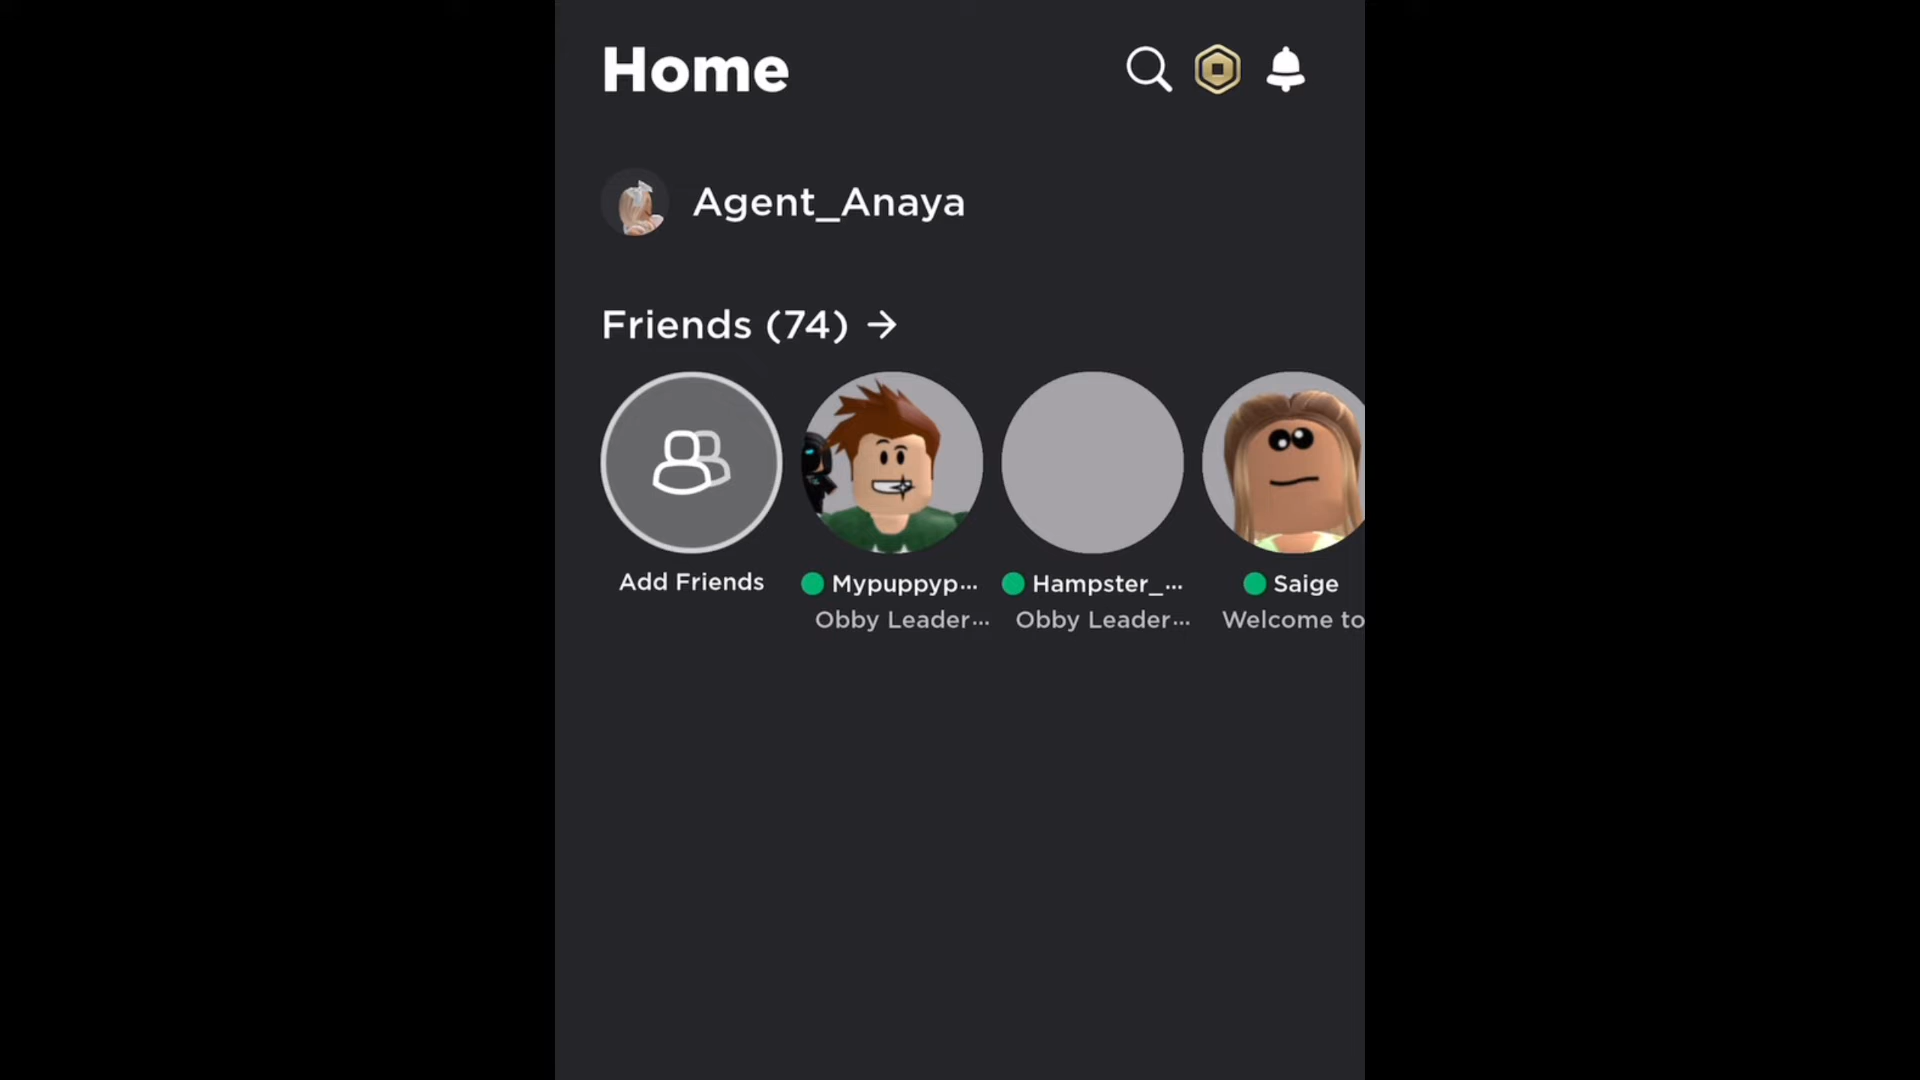 Home
Agent_Anaya
Friends (74) →
Add Friends
Mypuppyp...
Hampster_...
Saige
Obby Leader...
Obby Leader...
Welcome to